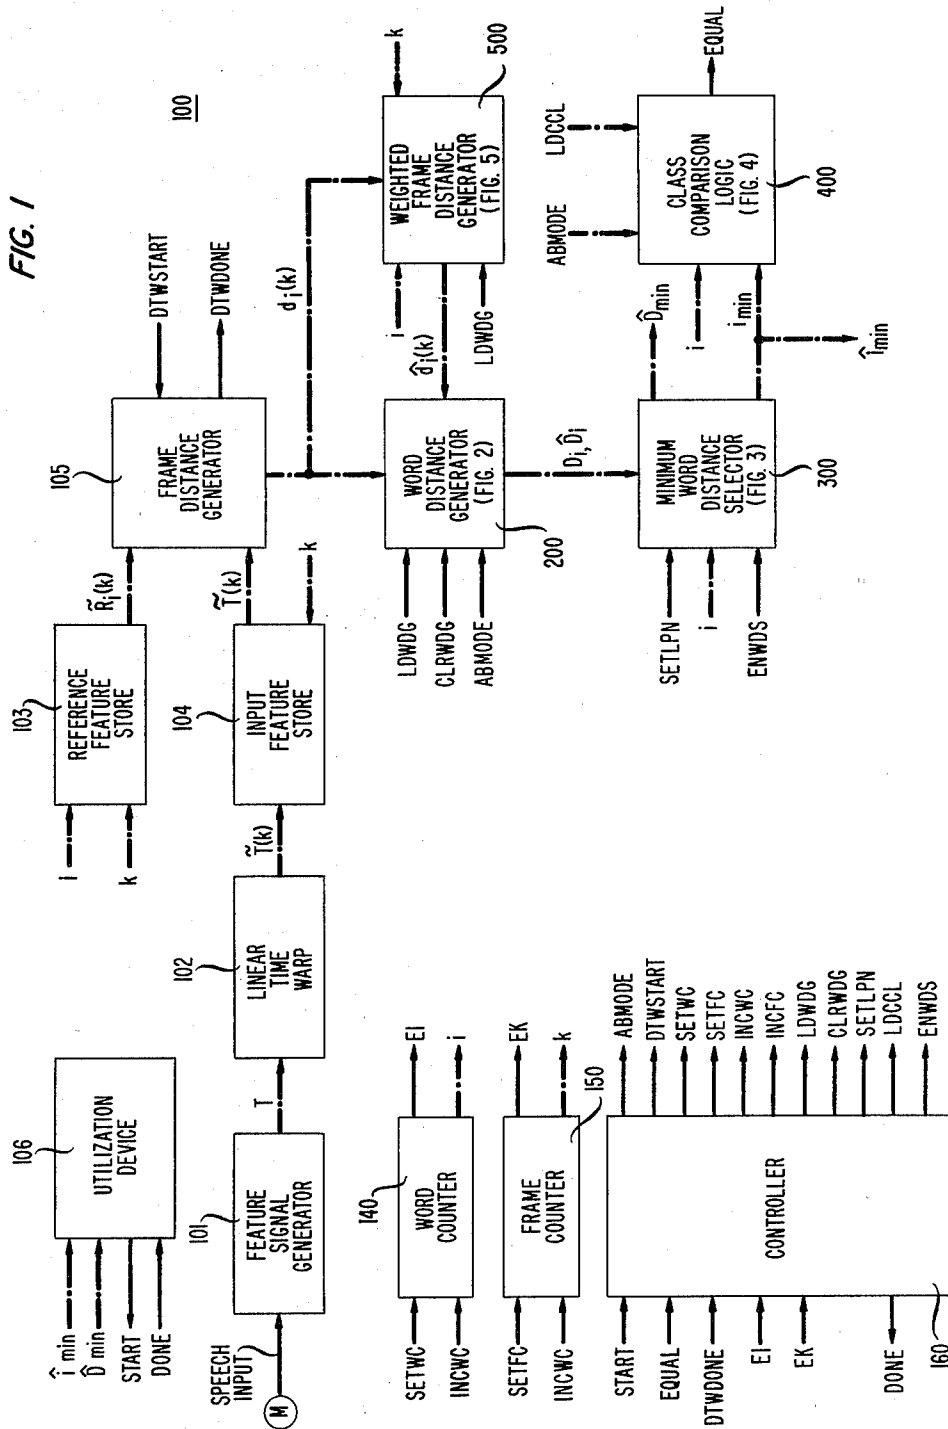 FIG. 1
100
106
UTILIZATION
DEVICE
î min
D̂ min
START
DONE
103
REFERENCE
FEATURE
STORE
i
k
R̃i(k)
105
FRAME
DISTANCE
GENERATOR
DTWSTART
DTWDONE
M
SPEECH
INPUT
101
FEATURE
SIGNAL
GENERATOR
T
102
LINEAR
TIME
WARP
T̃(k)
104
INPUT
FEATURE
STORE
T̃(k)
k
di(k)
140
WORD
COUNTER
SETWC
INCWC
EI
i
150
FRAME
COUNTER
SETFC
INCWC
EK
k
LDWDG
CLRWDG
ABMODE
WORD
DISTANCE
GENERATOR
(FIG. 2)
200
d̂i(k)
i
LDWDG
WEIGHTED
FRAME
DISTANCE
GENERATOR
(FIG. 5)
500
k
Di, D̂i
CONTROLLER
160
START
EQUAL
DTWDONE
EI
EK
DONE
ABMODE
DTWSTART
SETWC
SETFC
INCWC
INCFC
LDWDG
CLRWDG
SETLPN
LDCCL
ENWDS
SETLPN
i
ENWDS
MINIMUM
WORD
DISTANCE
SELECTOR
(FIG. 3)
300
D̂min
i
imin
îmin
ABMODE
LDCCL
CLASS
COMPARISON
LOGIC
(FIG. 4)
400
EQUAL